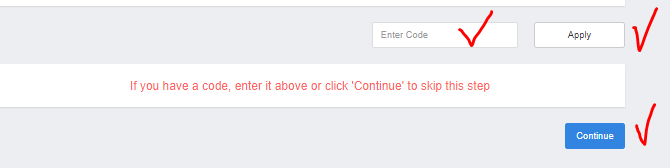 Enter Code
Apply
If you have a code, enter it above or click 'Continue' to skip this step
Continue